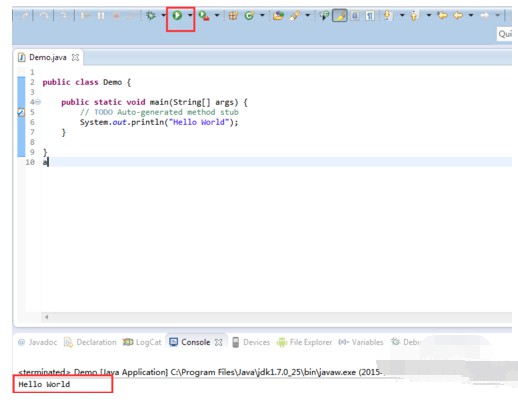 Qui
Demo.java
1
2 public class Demo {
3
4 public static void main(String[] args) {
5 // TODO Auto-generated method stub
6 System.out.println("Hello World");
7 }
8
9 }
10 a
@ Javadoc Declaration LogCat Console Devices File Explorer Variables Debu
<terminated> Demo [Java Application] C:\Program Files\Java\jdk1.7.0_25\bin\javaw.exe (2015-
Hello World